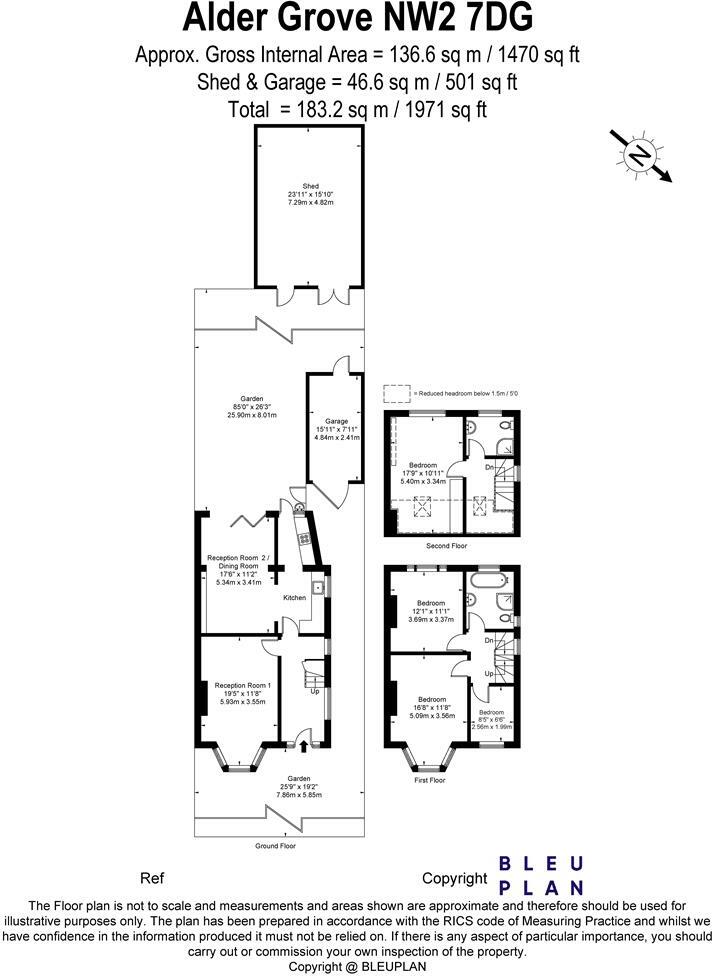 Alder Grove NW2 7DG
Approx. Gross Internal Area = 136.6 sq m / 1470 sq ft
Shed & Garage = 46.6 sq m / 501 sq ft
Total = 183.2 sq m / 1971 sq ft
N
Shed
23'11" x 15'10"
7.29m x 4.82m
Garden
85'0" x 26'3"
25.90m x 8.01m
Garage
15'11" x 7'11"
4.84m x 2.41m
Reception Room 2 /
Dining Room
17'6" x 11'2"
5.34m x 3.41m
Kitchen
Reception Room 1
19'5" x 11'8"
5.93m x 3.55m
Up
Garden
25'9" x 19'2"
7.86m x 5.85m
Ground Floor
= Reduced headroom below 1.5m / 5'0
Bedroom
17'9" x 10'11"
5.40m x 3.34m
Dn
Second Floor
Bedroom
12'1" x 11'1"
3.69m x 3.37m
Dn
Up
Bedroom
16'8" x 11'8"
5.09m x 3.56m
Bedroom
8'5" x 6'6"
2.56m x 1.99m
First Floor
Ref
Copyright
BLEU
PLAN
The Floor plan is not to scale and measurements and areas shown are approximate and therefore should be used for
illustrative purposes only. The plan has been prepared in accordance with the RICS code of Measuring Practice and whilst we
have confidence in the information produced it must not be relied on. If there is any aspect of particular importance, you should
carry out or commission your own inspection of the property.
Copyright @ BLEUPLAN